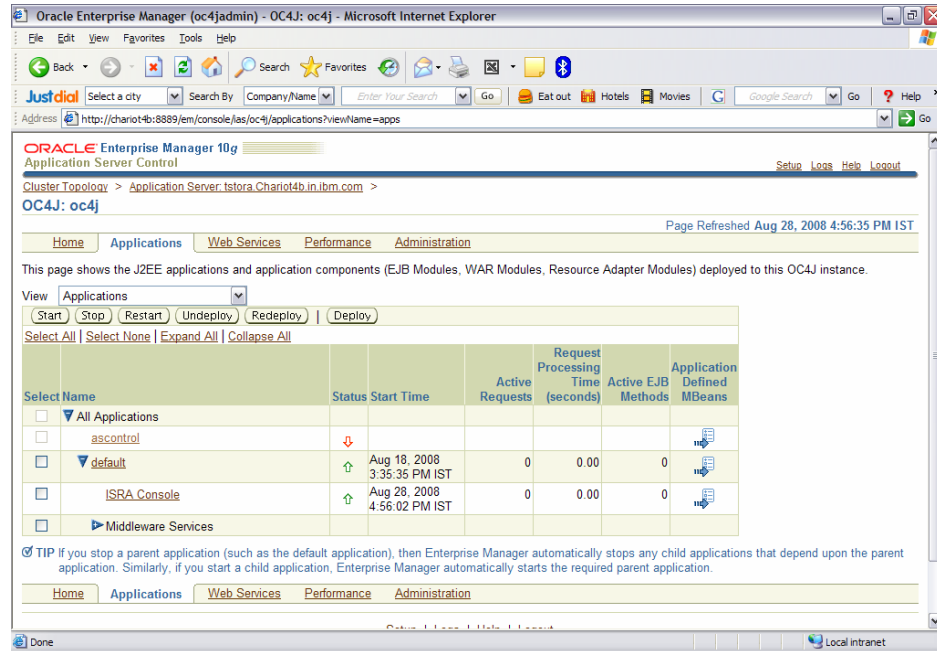 Oracle Enterprise Manager (oc4jadmin) - OC4J: oc4j - Microsoft Internet Explorer
File Edit View Favorites Tools Help
Back Search Favorites
Justdial Select a city Search By Company/Name Enter Your Search Go Eat out Hotels Movies G Google Search Go Help
Address http://chariot4b:8889/em/console/ias/oc4j/applications?viewName=apps Go
ORACLE Enterprise Manager 10g
Application Server Control
Setup Logs Help Logout
Cluster Topology > Application Server: tstora.Chariot4b.in.ibm.com >
OC4J: oc4j
Page Refreshed Aug 28, 2008 4:56:35 PM IST
Home Applications Web Services Performance Administration
This page shows the J2EE applications and application components (EJB Modules, WAR Modules, Resource Adapter Modules) deployed to this OC4J instance.
View Applications
Start Stop Restart Undeploy Redeploy | Deploy
Select All | Select None | Expand All | Collapse All
Select Name Status Start Time Active Requests Request Processing Time (seconds) Active EJB Methods Application Defined MBeans
All Applications
ascontrol
default Aug 18, 2008 3:35:35 PM IST 0 0.00 0
ISRA Console Aug 28, 2008 4:56:02 PM IST 0 0.00 0
Middleware Services
TIP If you stop a parent application (such as the default application), then Enterprise Manager automatically stops any child applications that depend upon the parent
application. Similarly, if you start a child application, Enterprise Manager automatically starts the required parent application.
Home Applications Web Services Performance Administration
Setup | Logs | Help | Logout
Done Local intranet